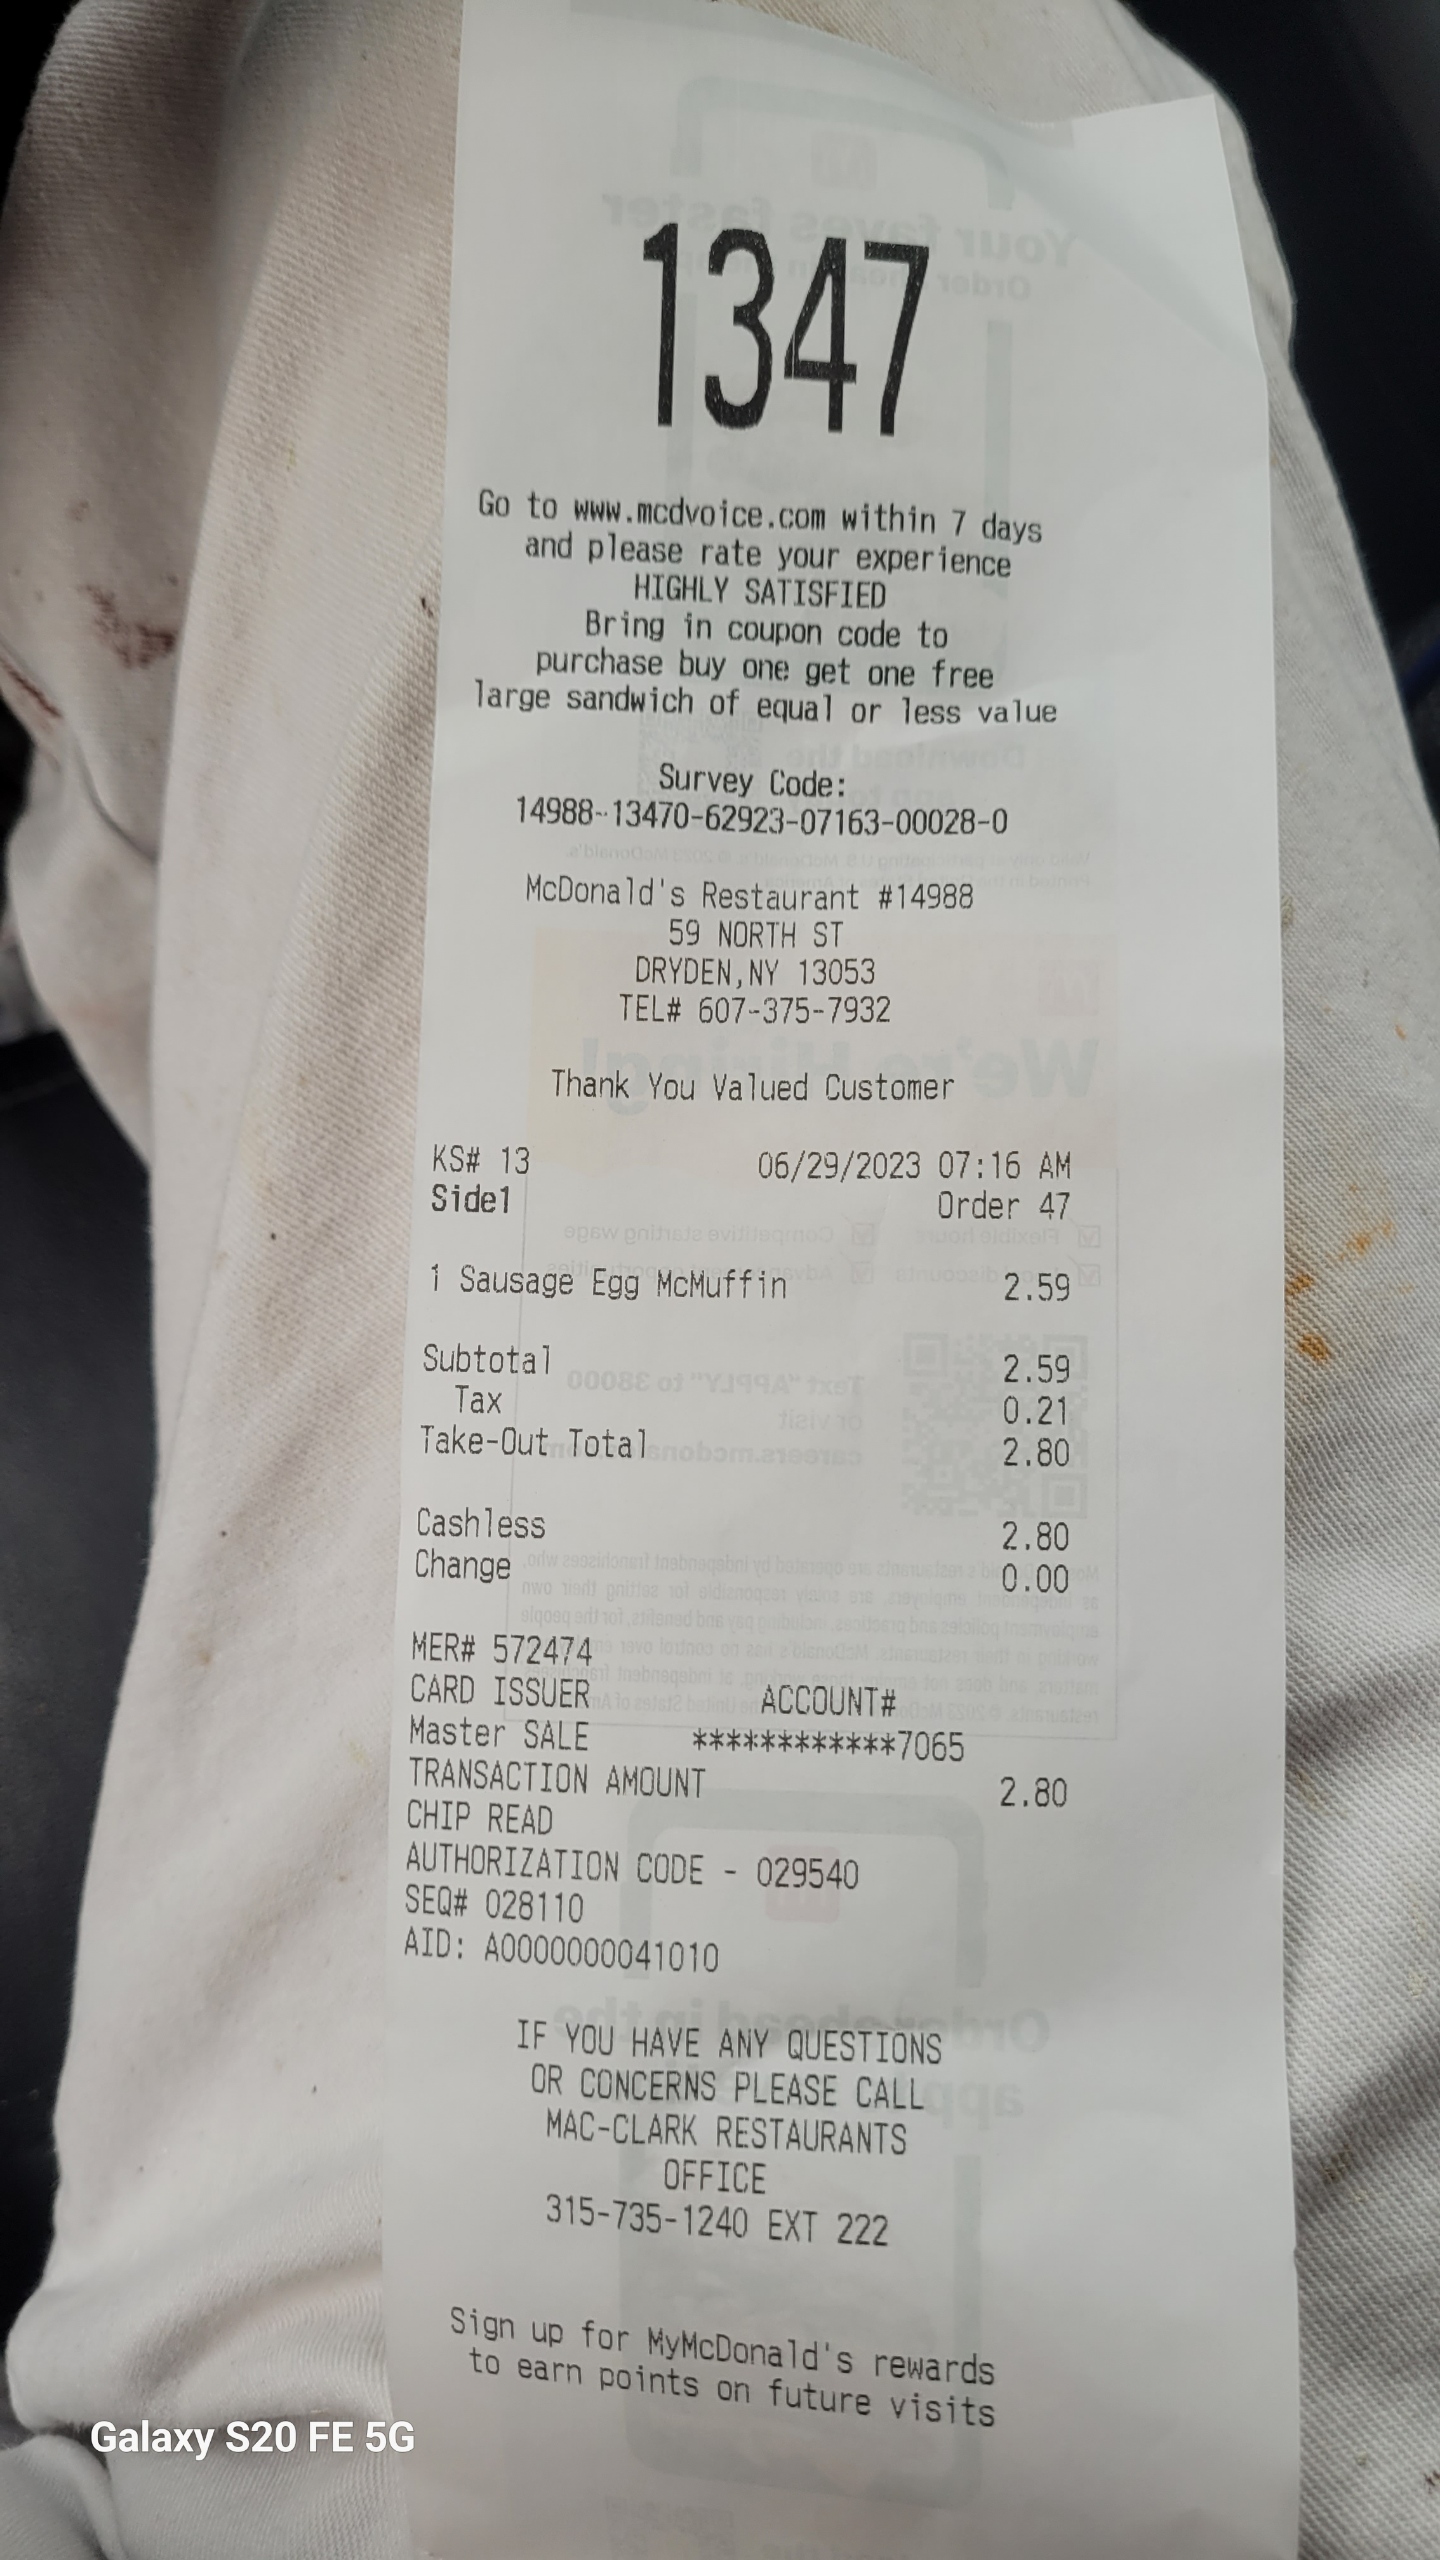 1347
Go to www.mcdvoice.com within 7 days
and please rate your experience
HIGHLY SATISFIED
Bring in coupon code to
purchase buy one get one free
large sandwich of equal or less value
Survey Code:
14988-13470-62923-07163-00028-0
McDonald's Restaurant #14988
59 NORTH ST
DRYDEN,NY 13053
TEL# 607-375-7932
Thank You Valued Customer
KS# 13 06/29/2023 07:16 AM
Side1 Order 47
1 Sausage Egg McMuffin 2.59
Subtotal 2.59
Tax 0.21
Take-Out Total 2.80
Cashless 2.80
Change 0.00
MER# 572474
CARD ISSUER ACCOUNT#
Master SALE ************7065
TRANSACTION AMOUNT 2.80
CHIP READ
AUTHORIZATION CODE - 029540
SEQ# 028110
AID: A0000000041010
IF YOU HAVE ANY QUESTIONS
OR CONCERNS PLEASE CALL
MAC-CLARK RESTAURANTS
OFFICE
315-735-1240 EXT 222
Sign up for MyMcDonald's rewards
to earn points on future visits
Galaxy S20 FE 5G